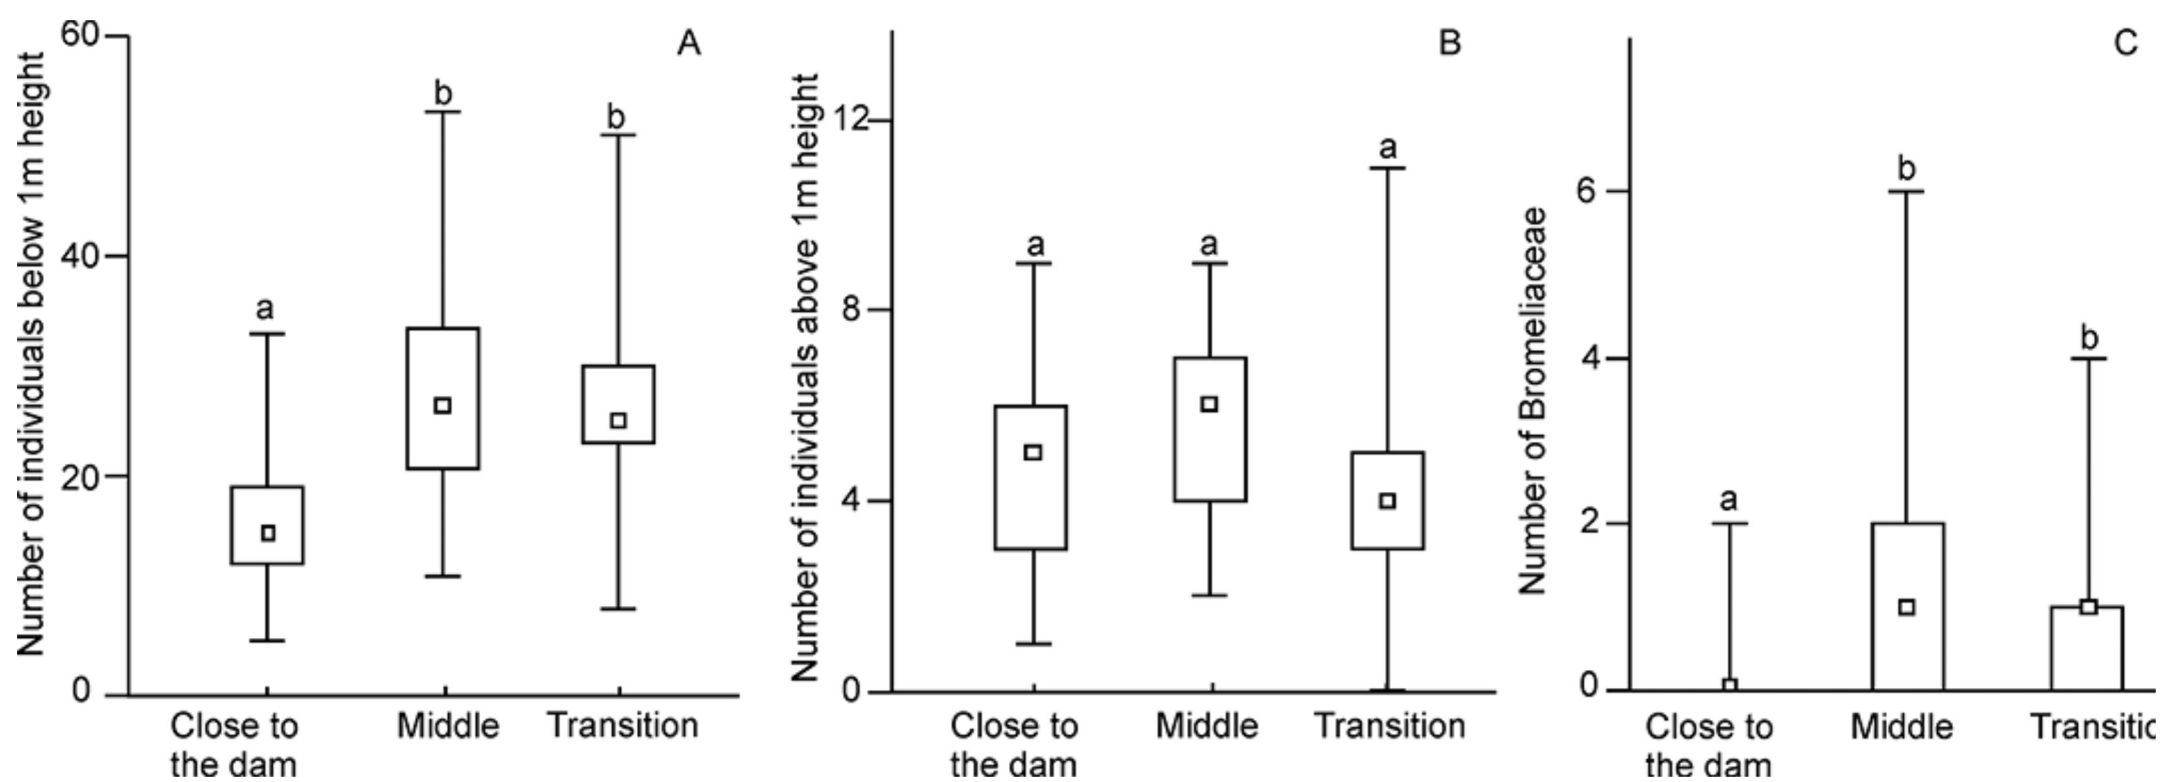 A
Number of individuals below 1m height
60
40
20
0
a
b
b
Close to
the dam
Middle
Transition
B
Number of individuals above 1m height
12
8
4
0
a
a
a
Close to
the dam
Middle
Transition
C
Number of Bromeliaceae
6
4
2
0
a
b
b
Close to
the dam
Middle
Transitic